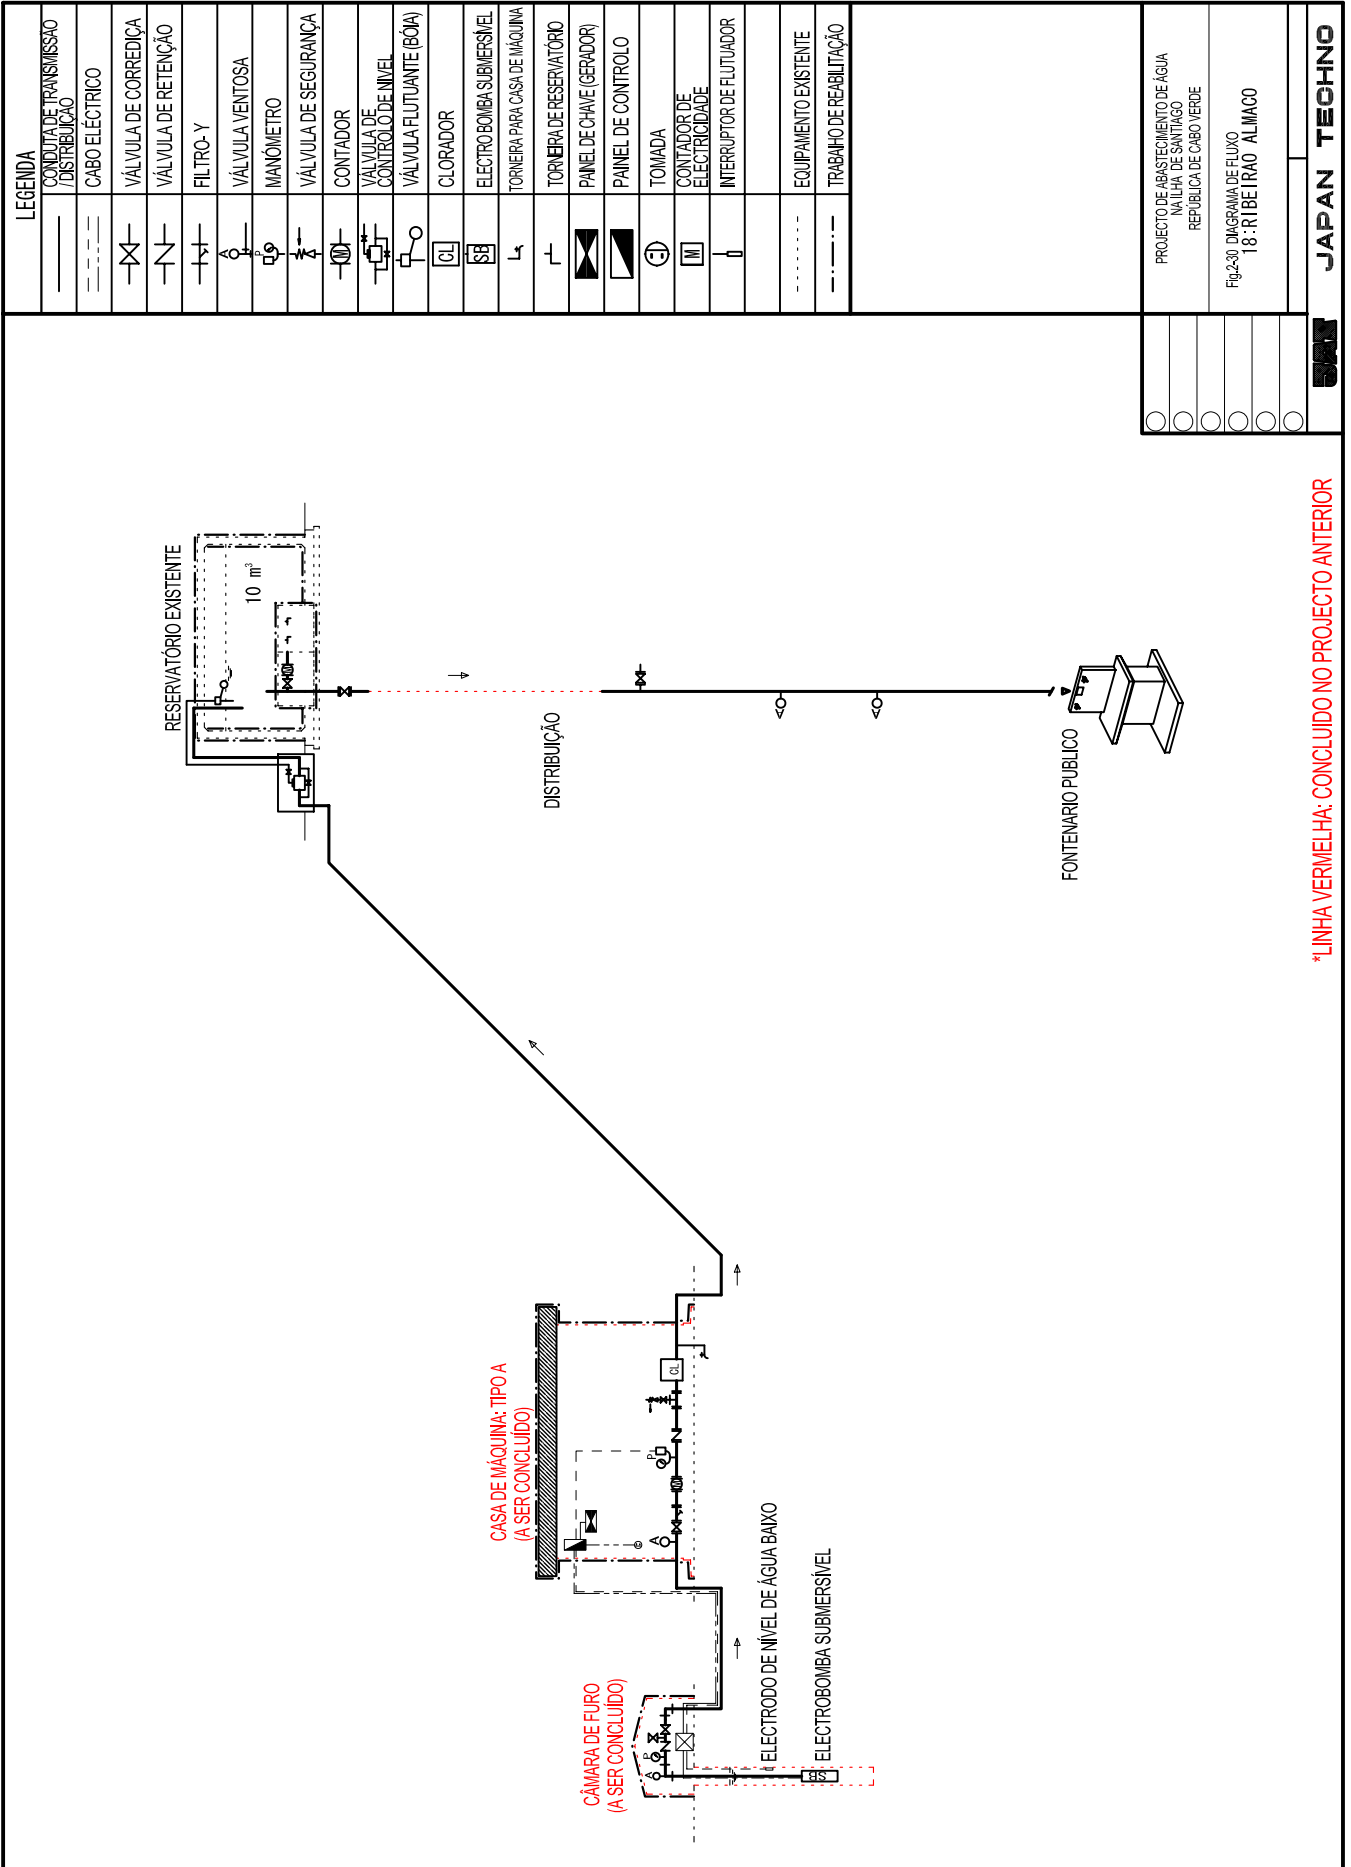 LEGENDA
CONDUTA DE TRANSMISSÃO
/DISTRIBUIÇÃO
CABO ELÉCTRICO
VÁLVULA DE CORREDIÇA
VÁLVULA DE RETENÇÃO
FILTRO- Y
VÁLVULA VENTOSA
A
MANÓMETRO
P
VÁLVULA DE SEGURANÇA
CONTADOR
M
VÁLVULA DE
CONTROLO DE NIVEL
VÁLVULA FLUTUANTE (BÓIA)
CLORADOR
CL
ELECTRO BOMBA SUBMERSÍVEL
SB
TORNEIRA PARA CASA DE MÁQUINA
TORNEIRA DE RESERVATÓRIO
PAINEL DE CHAVE (GERADOR)
PAINEL DE CONTROLO
TOMADA
CONTADOR DE
ELECTRICIDADE
M
INTERRUPTOR DE FLUTUADOR
EQUIPAMENTO EXISTENTE
TRABAlHO DE REABILITAÇÃO
PROJECTO DE ABASTECIMENTO DE ÁGUA
NA ILHA DE SANTIAGO
REPÚBLICA DE CABO VERDE
Fig.2-30 DIAGRAMA DE FLUXO
18:RIBEIRAO ALMACO
JAPAN TECHNO
RESERVATÓRIO EXISTENTE
10 m³
M
DISTRIBUIÇÃO
A
A
FONTENARIO PUBLICO
CASA DE MÁQUINA: TIPO A
(A SER CONCLUÍDO)
CL
P
M
A
CÂMARA DE FURO
(A SER CONCLUÍDO)
P
A
ELECTRODO DE NÍVEL DE ÁGUA BAIXO
ELECTROBOMBA SUBMERSÍVEL
SB
*LINHA VERMELHA: CONCLUIDO NO PROJECTO ANTERIOR